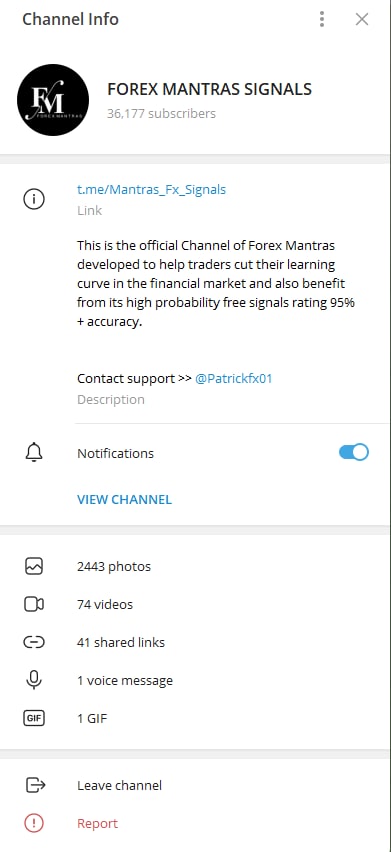 Channel Info
FM
FOREX MANTRAS
FOREX MANTRAS SIGNALS
36,177 subscribers
t.me/Mantras_Fx_Signals
Link
This is the official Channel of Forex Mantras
developed to help traders cut their learning
curve in the financial market and also benefit
from its high probability free signals rating 95%
+ accuracy.
Contact support >> @Patrickfx01
Description
Notifications
VIEW CHANNEL
2443 photos
74 videos
41 shared links
1 voice message
GIF
1 GIF
Leave channel
Report